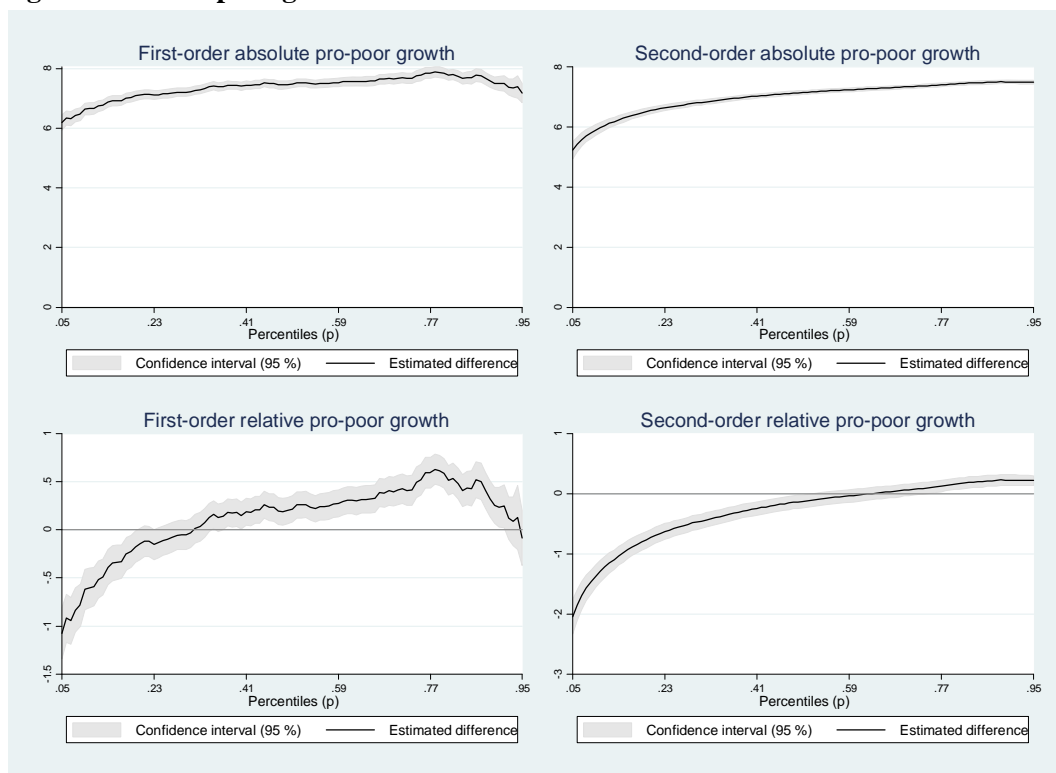 First-order absolute pro-poor growth
8
6
4
2
0
.05 .23 .41 .59 .77 .95
Percentiles (p)
Confidence interval (95 %) Estimated difference
Second-order absolute pro-poor growth
8
6
4
2
0
.05 .23 .41 .59 .77 .95
Percentiles (p)
Confidence interval (95 %) Estimated difference
First-order relative pro-poor growth
1
.5
0
-.5
-1
-1.5
.05 .23 .41 .59 .77 .95
Percentiles (p)
Confidence interval (95 %) Estimated difference
Second-order relative pro-poor growth
1
0
-1
-2
-3
.05 .23 .41 .59 .77 .95
Percentiles (p)
Confidence interval (95 %) Estimated difference